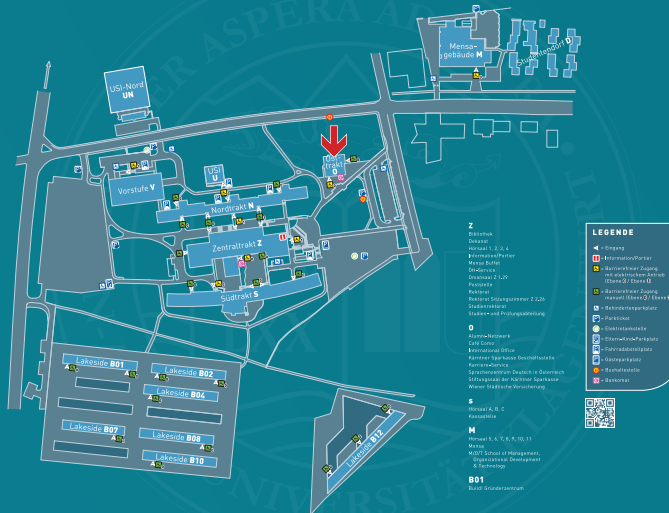 Mensa-
gebäude M
Studentendorf D
USI-Nord
UN
USI
U
Ost-
trakt
O
Vorstufe V
Nordtrakt N
Zentraltrakt Z
Südtrakt S
Lakeside B01
Lakeside B02
Lakeside B04
Lakeside B07
Lakeside B08
Lakeside B10
Lakeside B12
Z
Bibliothek
Dekanat
Hörsaal 1, 2, 3, 4
Information/Portier
Mensa Buffet
ÖH-Service
Omansaal Z.1.29
Poststelle
Rektorat
Rektorat Sitzungszimmer Z.2.26
Studienrektorat
Studien- und Prüfungsabteilung
O
Alumni-Netzwerk
Café Como
International Office
Kärntner Sparkasse Geschäftsstelle
Karriere-Service
Sprachenzentrum Deutsch in Österreich
Stiftungssaal der Kärntner Sparkasse
Wiener Städtische Versicherung
S
Hörsaal A, B, C
M
Hörsaal 5, 6, 7, 8, 9, 10, 11
Mensa
M/O/T School of Management,
Organizational Development
& Technology
B01
Build! Gründerzentrum
LEGENDE
= Eingang
= Information/Portier
= Barrierefreier Zugang
mit elektrischem Antrieb
= Barrierefreier Zugang
= Behindertenparkplatz
= Parkticket
= Elektrotankstelle
= Eltern-Kind-Parkplatz
= Fahrradabstellplatz
= Gästeparkplatz
= Bushaltestelle
= Bankomat